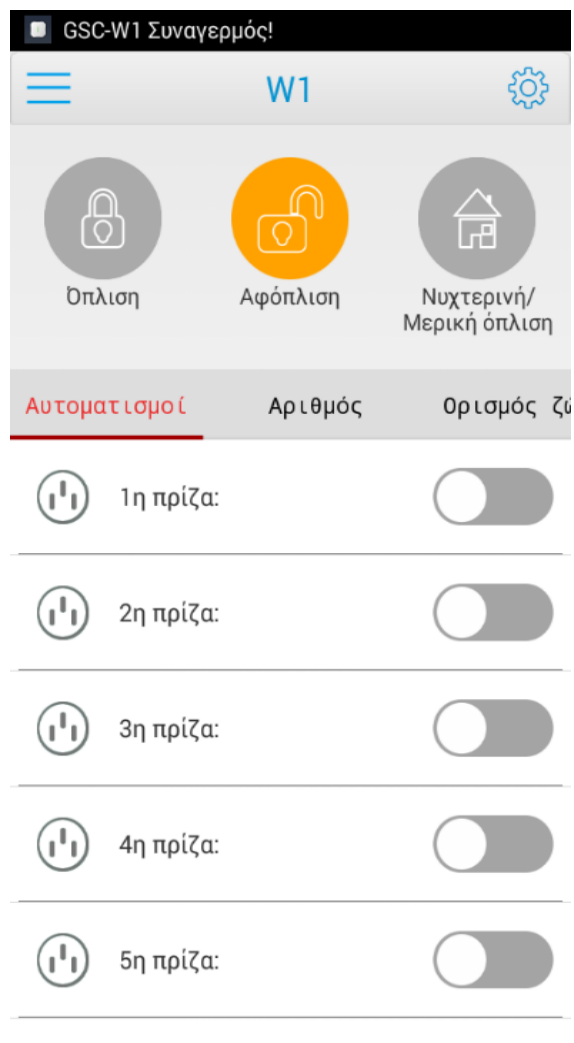 GSC-W1 Συναγερμός!
W1
Όπλιση
Αφόπλιση
Νυχτερινή/
Μερική όπλιση
Αυτοματισμοί Αριθμός Ορισμός
1η πρίζα:
2η πρίζα:
3η πρίζα:
4η πρίζα:
5η πρίζα: